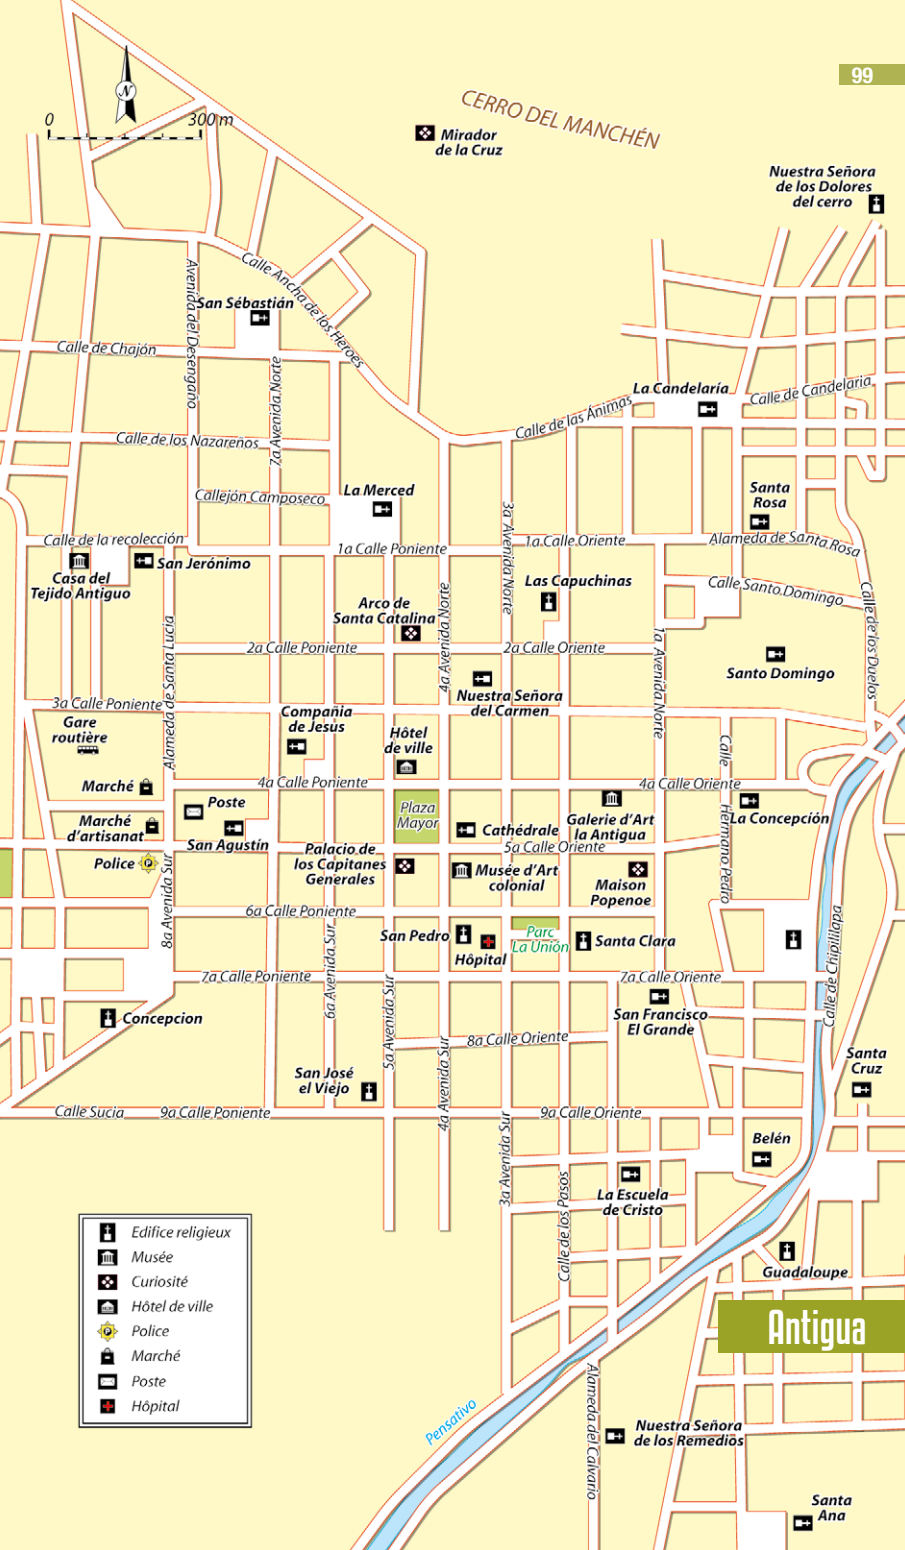 99
CERRO DEL MANCHÉN
0
300 m
N
Mirador
de la Cruz
Nuestra Señora
de los Dolores
del cerro
Calle Ancha de los Heroes
Avenida del Desengaño
San Sébastián
Calle de Chajón
7a Avenida Norte
La Candelaría
Calle de Candelaria
Calle de las Ánimas
Calle de los Nazareños
Callejón Camposeco
La Merced
Santa
Rosa
3a Avenida Norte
Calle de la recolección
1a Calle Poniente
1a Calle Oriente
Alameda de Santa Rosa
San Jerónimo
Casa del
Tejido Antiguo
Las Capuchinas
Calle Santo Domingo
Calle de los Duelos
Arco de
Santa Catalina
4a Avenida Norte
Alameda de Santa Lucia
1a Avenida Norte
2a Calle Poniente
2a Calle Oriente
Santo Domingo
Nuestra Señora
del Carmen
3a Calle Poniente
Compañia
de Jesús
Gare
routière
Hôtel
de ville
Calle
Hermano Pedro
4a Calle Poniente
4a Calle Oriente
Marché
Poste
Plaza
Mayor
Galerie d'Art
la Antigua
La Concepción
Marché
d'artisanat
San Agustín
Cathédrale
5a Calle Oriente
Palacio de
los Capitanes
Generales
Police
Musée d'Art
colonial
Maison
Popenoe
8a Avenida Sur
6a Calle Poniente
San Pedro
Hôpital
Parc
La Unión
Santa Clara
Calle de Chipililapa
6a Avenida Sur
7a Calle Poniente
7a Calle Oriente
5a Avenida Sur
Concepcion
San Francisco
El Grande
8a Calle Oriente
4a Avenida Sur
San José
el Viejo
Santa
Cruz
Calle Sucia
9a Calle Poniente
9a Calle Oriente
3a Avenida Sur
Belén
Calle de los Pasos
La Escuela
de Cristo
Guadaloupe
Edifice religieux
Musée
Curiosité
Hôtel de ville
Police
Marché
Poste
Hôpital
Antigua
Pensativo
Alameda del Calvario
Nuestra Señora
de los Remedios
Santa
Ana